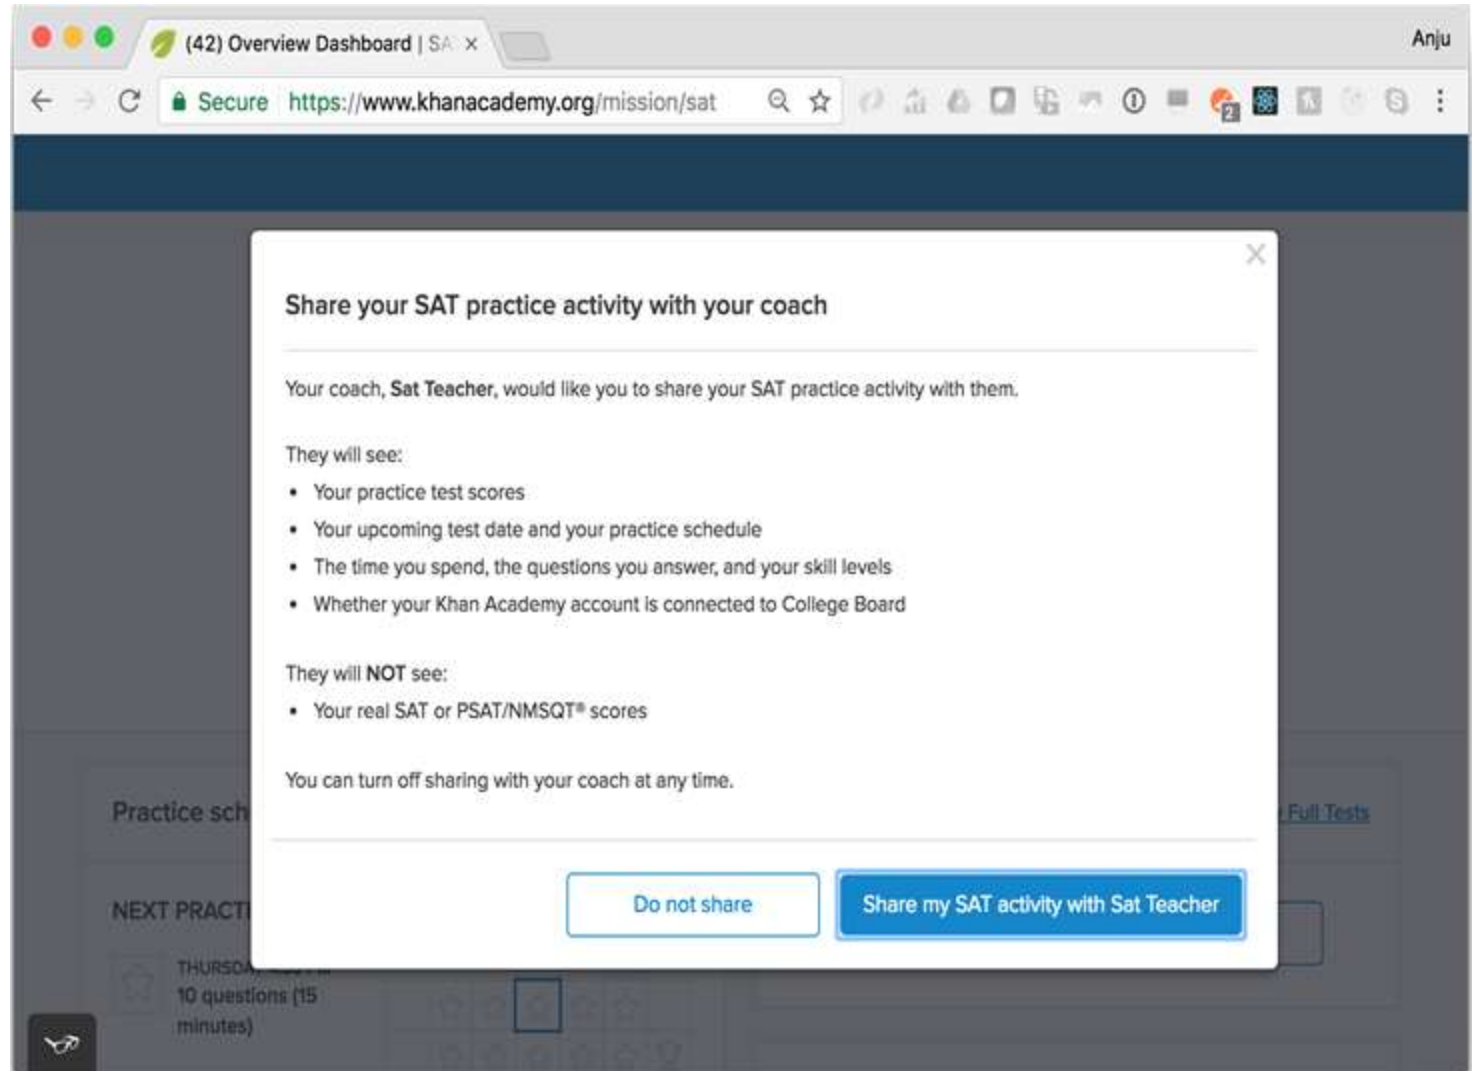 (42) Overview Dashboard | SA
Anju
Secure https://www.khanacademy.org/mission/sat
2
Share your SAT practice activity with your coach
Your coach, Sat Teacher, would like you to share your SAT practice activity with them.
They will see:
• Your practice test scores
• Your upcoming test date and your practice schedule
• The time you spend, the questions you answer, and your skill levels
• Whether your Khan Academy account is connected to College Board
They will NOT see:
• Your real SAT or PSAT/NMSQT® scores
You can turn off sharing with your coach at any time.
Practice sch
Full Tests
Do not share
Share my SAT activity with Sat Teacher
NEXT PRACTI
10 questions (15
minutes)